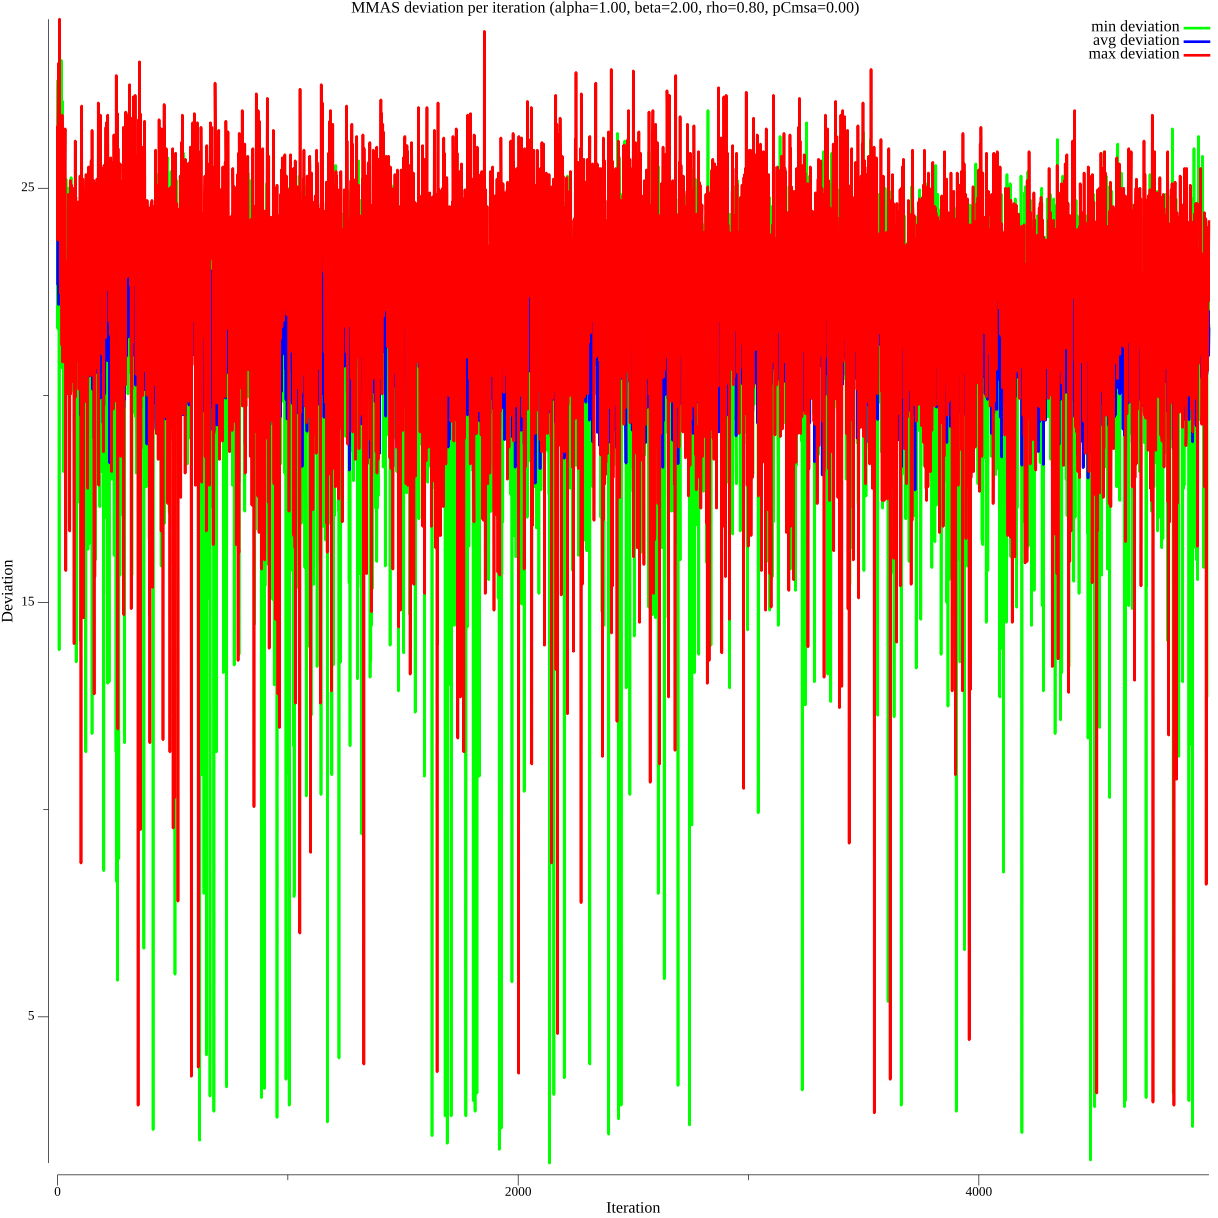 MMAS deviation per iteration (alpha=1.00, beta=2.00, rho=0.80, pCmsa=0.00)
min deviation
avg deviation
max deviation
25
15
5
Deviation
0
2000
4000
Iteration